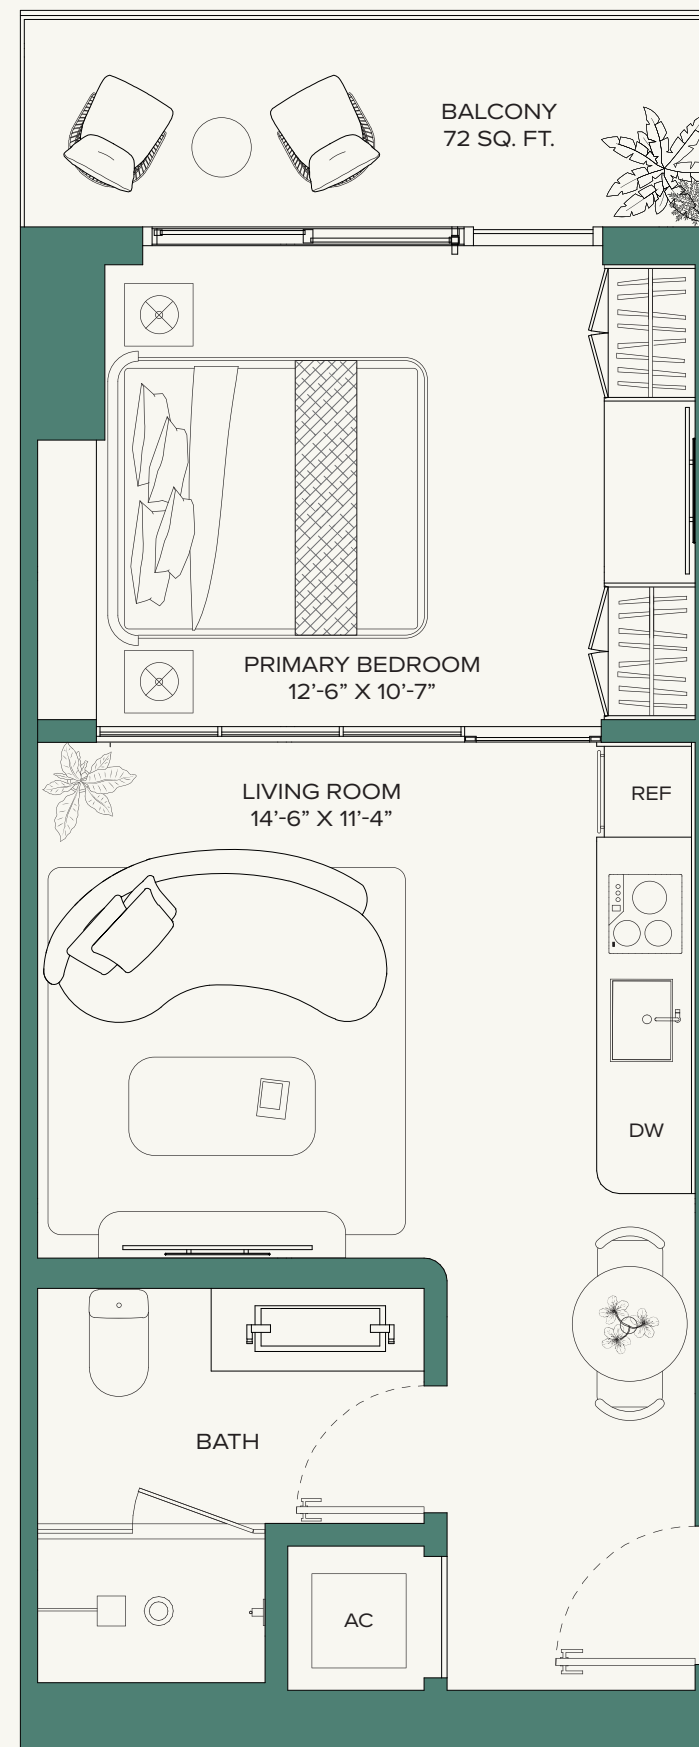 BALCONY
72 SQ. FT.
PRIMARY BEDROOM
12’-6” X 10’-7”
LIVING ROOM
14’-6” X 11’-4”
REF
DW
BATH
AC